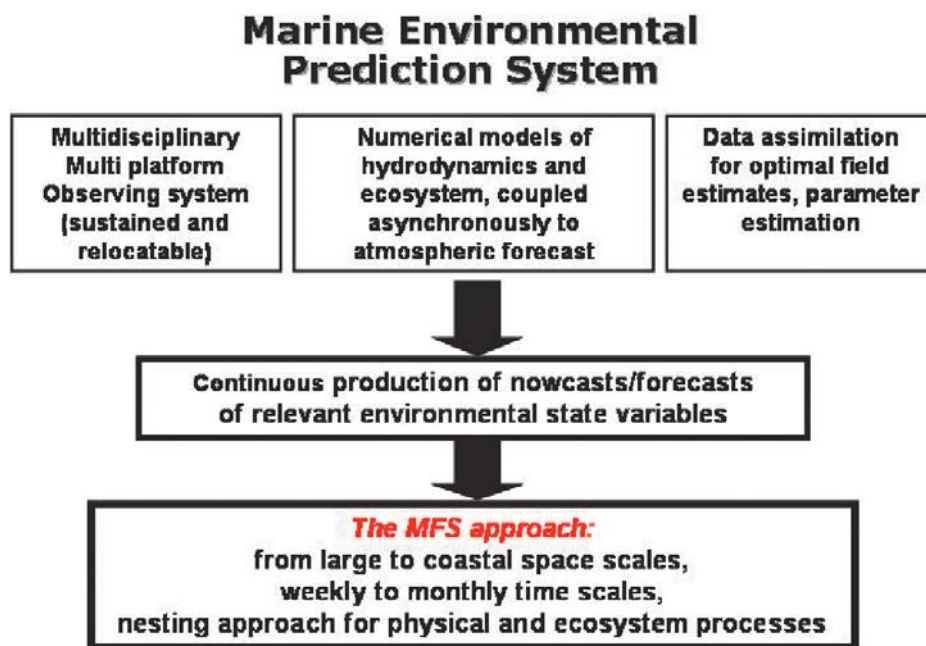 Marine Environmental
Prediction System
Multidisciplinary
Multi platform
Observing system
(sustained and
relocatable)
Numerical models of
hydrodynamics and
ecosystem, coupled
asynchronously to
atmospheric forecast
Data assimilation
for optimal field
estimates, parameter
estimation
Continuous production of nowcasts/forecasts
of relevant environmental state variables
The MFS approach:
from large to coastal space scales,
weekly to monthly time scales,
nesting approach for physical and ecosystem processes